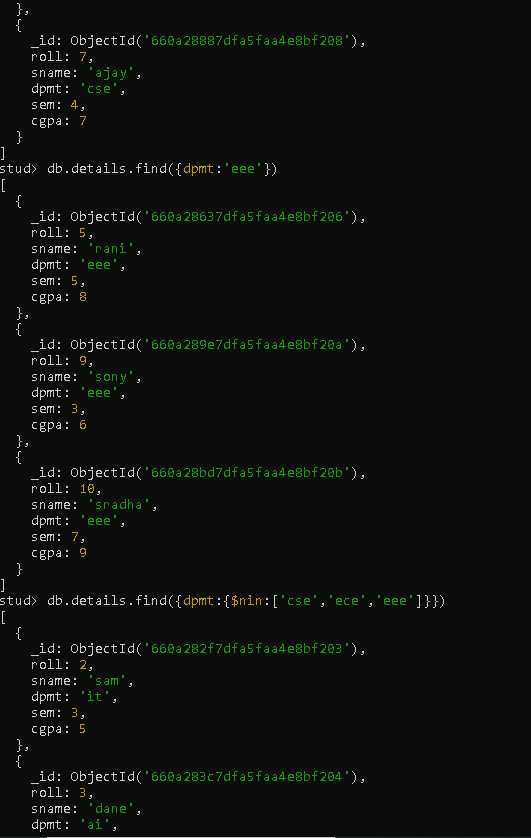 },
  {
    _id: ObjectId('660a28887dfa5faa4e8bf208'),
    roll: 7,
    sname: 'ajay',
    dpmt: 'cse',
    sem: 4,
    cgpa: 7
  }
]
stud> db.details.find({dpmt:'eee'})
[
  {
    _id: ObjectId('660a28637dfa5faa4e8bf206'),
    roll: 5,
    sname: 'rani',
    dpmt: 'eee',
    sem: 5,
    cgpa: 8
  },
  {
    _id: ObjectId('660a289e7dfa5faa4e8bf20a'),
    roll: 9,
    sname: 'sony',
    dpmt: 'eee',
    sem: 3,
    cgpa: 6
  },
  {
    _id: ObjectId('660a28bd7dfa5faa4e8bf20b'),
    roll: 10,
    sname: 'sradha',
    dpmt: 'eee',
    sem: 7,
    cgpa: 9
  }
]
stud> db.details.find({dpmt:{$nin:['cse','ece','eee']}})
[
  {
    _id: ObjectId('660a282f7dfa5faa4e8bf203'),
    roll: 2,
    sname: 'sam',
    dpmt: 'it',
    sem: 3,
    cgpa: 5
  },
  {
    _id: ObjectId('660a283c7dfa5faa4e8bf204'),
    roll: 3,
    sname: 'dane',
    dpmt: 'ai',